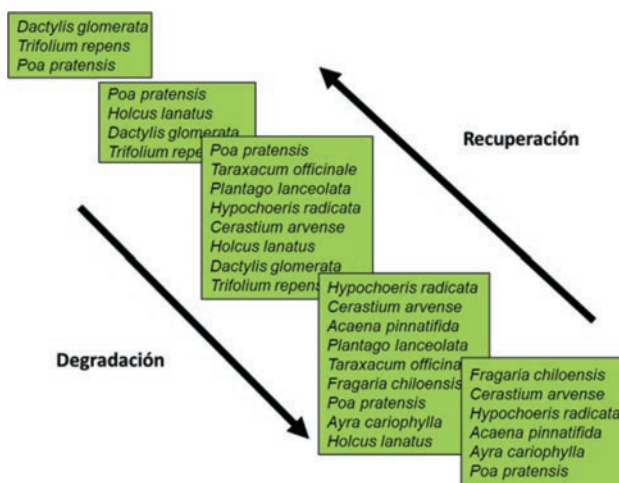 Dactylis glomerata
Trifolium repens
Poa pratensis
Poa pratensis
Holcus lanatus
Dactylis glomerata
Trifolium repe
Recuperación
Poa pratensis
Taraxacum officinale
Plantago lanceolata
Hypochoeris radicata
Cerastium arvense
Holcus lanatus
Dactylis glomerata
Trifolium repens
Degradación
Hypochoeris radicata
Cerastium arvense
Acaena pinnatifida
Plantago lanceolata
Taraxacum officina
Fragaria chiloensis
Poa pratensis
Ayra cariophylla
Holcus lanatus
Fragaria chiloensis
Cerastium arvense
Hypochoeris radicata
Acaena pinnatifida
Ayra cariophylla
Poa pratensis